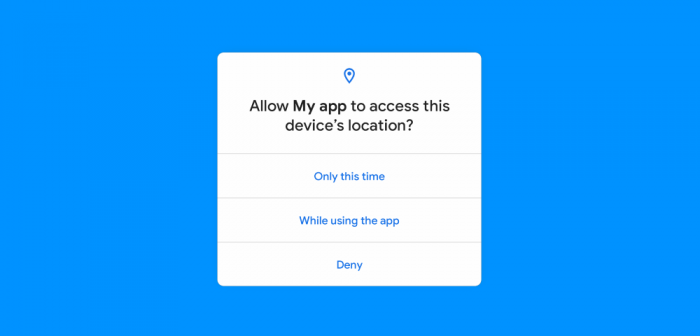 Allow My app to access this
device’s location?
Only this time
While using the app
Deny